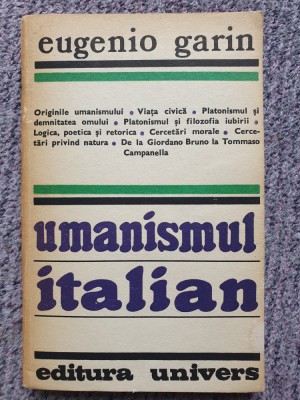 eugenio garin
Originile umanismului • Viața civică • Platonismul și
demnitatea omului • Platonismul și filozofia iubirii •
Logica, poetica și retorica • Cercetări morale • Cerce-
tări privind natura • De la Giordano Bruno la Tommaso
Campanella
umanismul
italian
editura univers